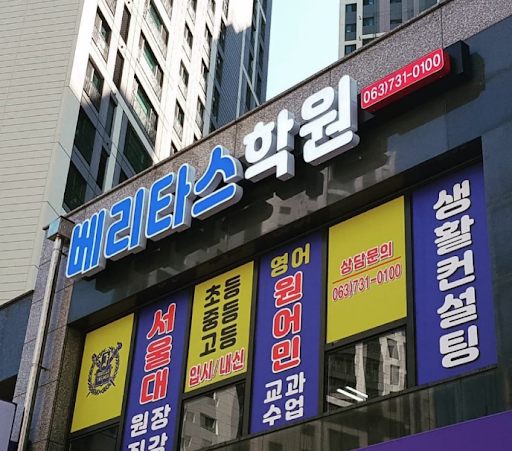 베리타스학원
063)731-0100
서울대
원장
직강
초등
중등
고등
입시/내신
영어
원어민
교과
수업
상담문의
063)731-0100
생활컨설팅